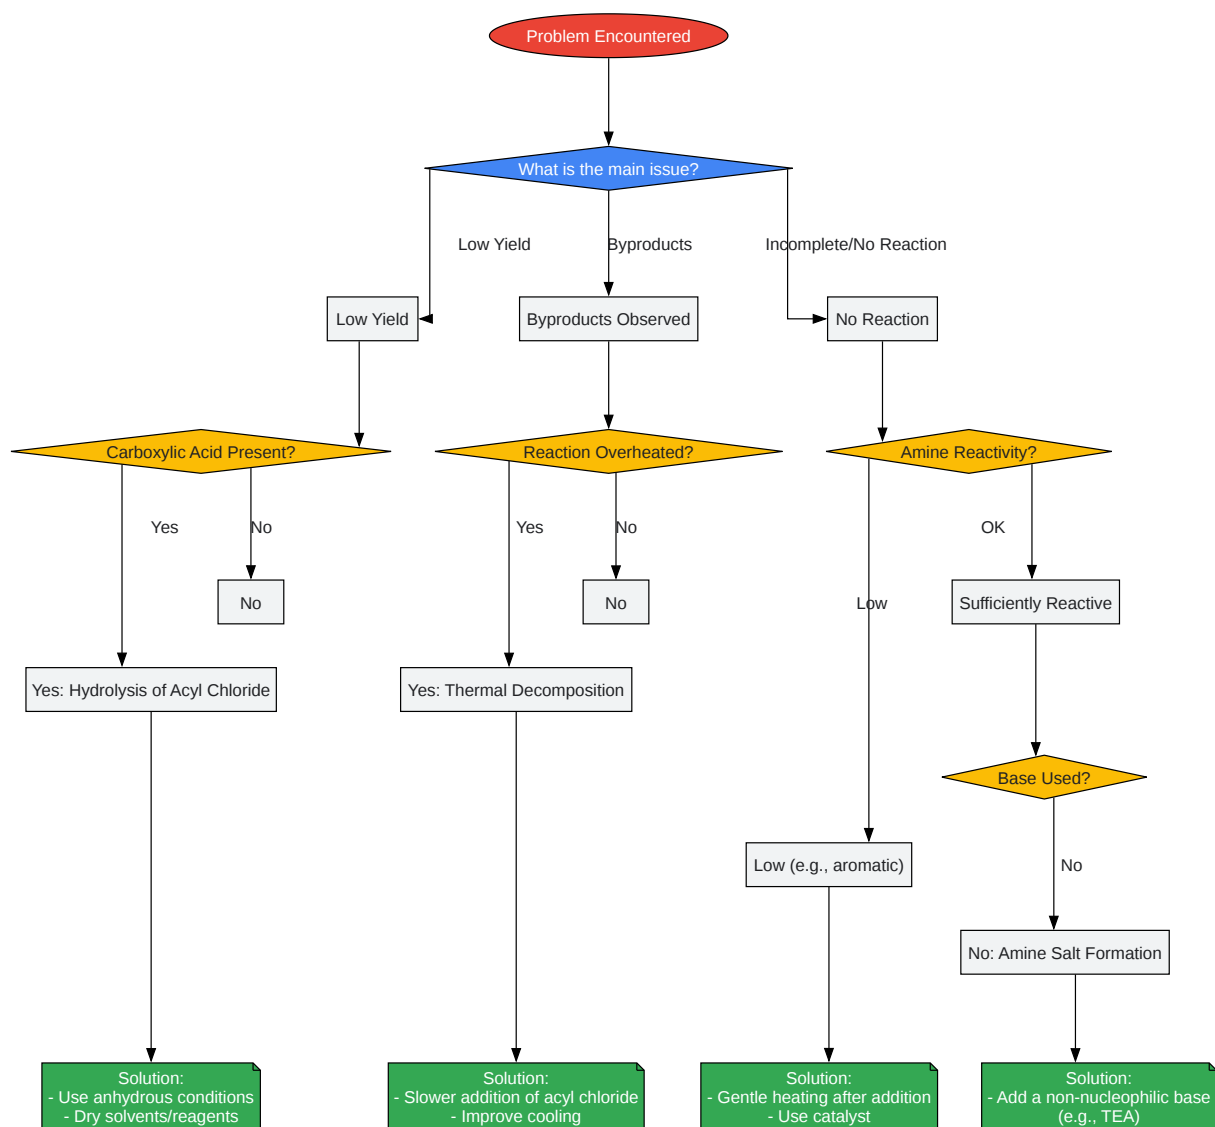 Problem Encountered
What is the main issue?
Low Yield
Byproducts
Incomplete/No Reaction
Low Yield
Byproducts Observed
No Reaction
Carboxylic Acid Present?
Reaction Overheated?
Amine Reactivity?
Yes
No
Yes
No
OK
No
No
Low
Sufficiently Reactive
Yes: Hydrolysis of Acyl Chloride
Yes: Thermal Decomposition
Base Used?
Low (e.g., aromatic)
No
No: Amine Salt Formation
Solution:
- Use anhydrous conditions
- Dry solvents/reagents
Solution:
- Slower addition of acyl chloride
- Improve cooling
Solution:
- Gentle heating after addition
- Use catalyst
Solution:
- Add a non-nucleophilic base
(e.g., TEA)